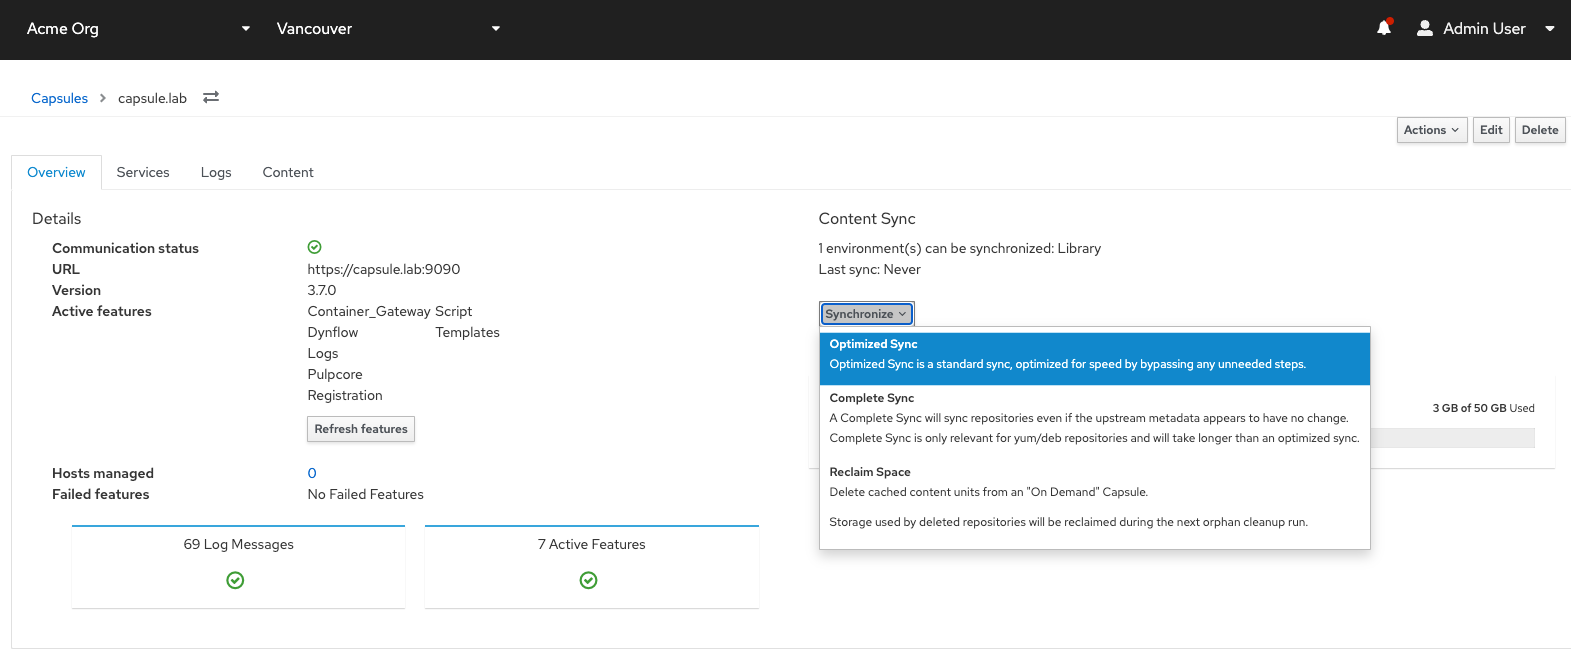 Acme Org
Vancouver
Admin User
Capsules
capsule.lab
Actions
Edit
Delete
Overview
Services
Logs
Content
Details
Communication status
URL
https://capsule.lab:9090
Version
3.7.0
Active features
Container_Gateway Script
Dynflow Templates
Logs
Pulpcore
Registration
Refresh features
Hosts managed
0
Failed features
No Failed Features
69 Log Messages
7 Active Features
Content Sync
1 environment(s) can be synchronized: Library
Last sync: Never
Synchronize
Optimized Sync
Optimized Sync is a standard sync, optimized for speed by bypassing any unneeded steps.
Complete Sync
A Complete Sync will sync repositories even if the upstream metadata appears to have no change.
Complete Sync is only relevant for yum/deb repositories and will take longer than an optimized sync.
Reclaim Space
Delete cached content units from an "On Demand" Capsule.
Storage used by deleted repositories will be reclaimed during the next orphan cleanup run.
3 GB of 50 GB Used